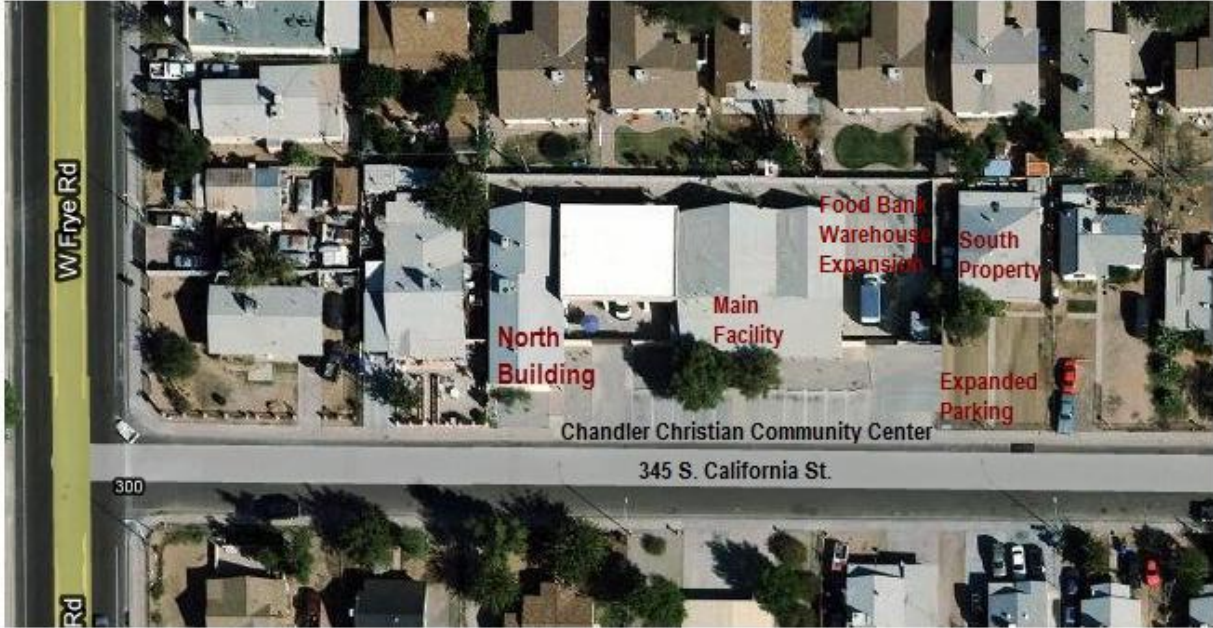 W Frye Rd
Food Bank
Warehouse
Expansion
South
Property
Main
Facility
North
Building
Expanded
Parking
Chandler Christian Community Center
345 S. California St.
300
Rd